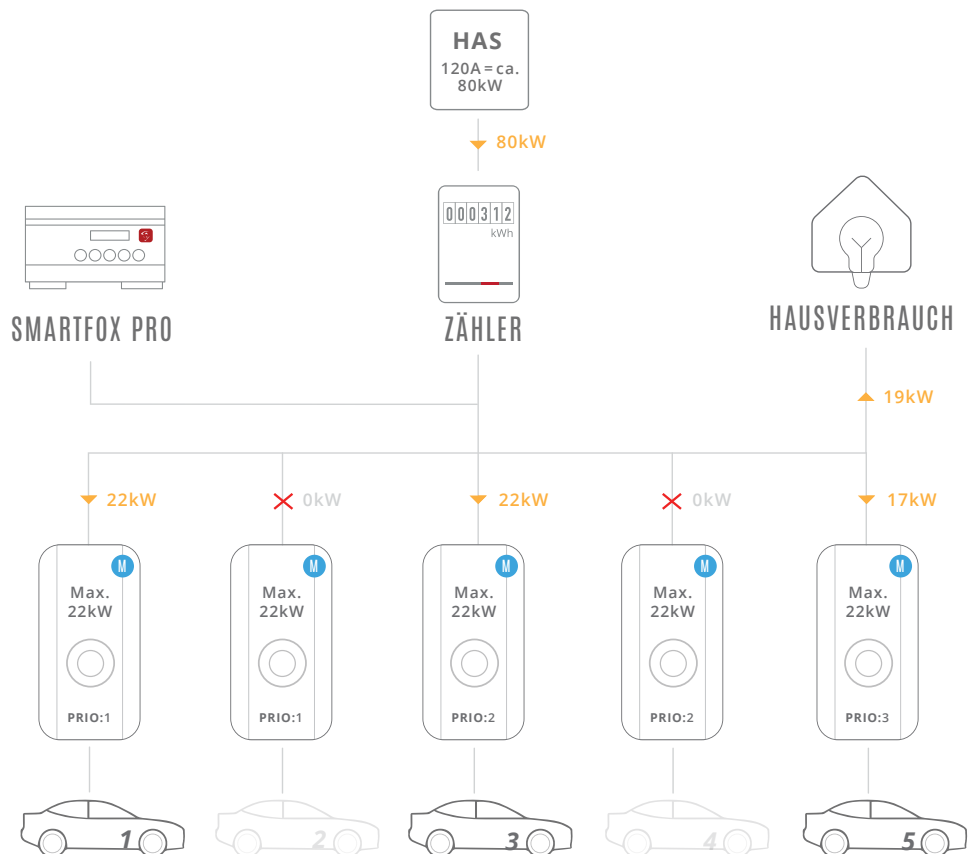 HAS
120A = ca.
80kW
80kW
000312
kWh
SMARTFOX PRO
ZÄHLER
HAUSVERBRAUCH
19kW
22kW
0kW
22kW
0kW
17kW
M
M
M
M
M
Max.
22kW
Max.
22kW
Max.
22kW
Max.
22kW
Max.
22kW
PRIO:1
PRIO:1
PRIO:2
PRIO:2
PRIO:3
1
2
3
4
5